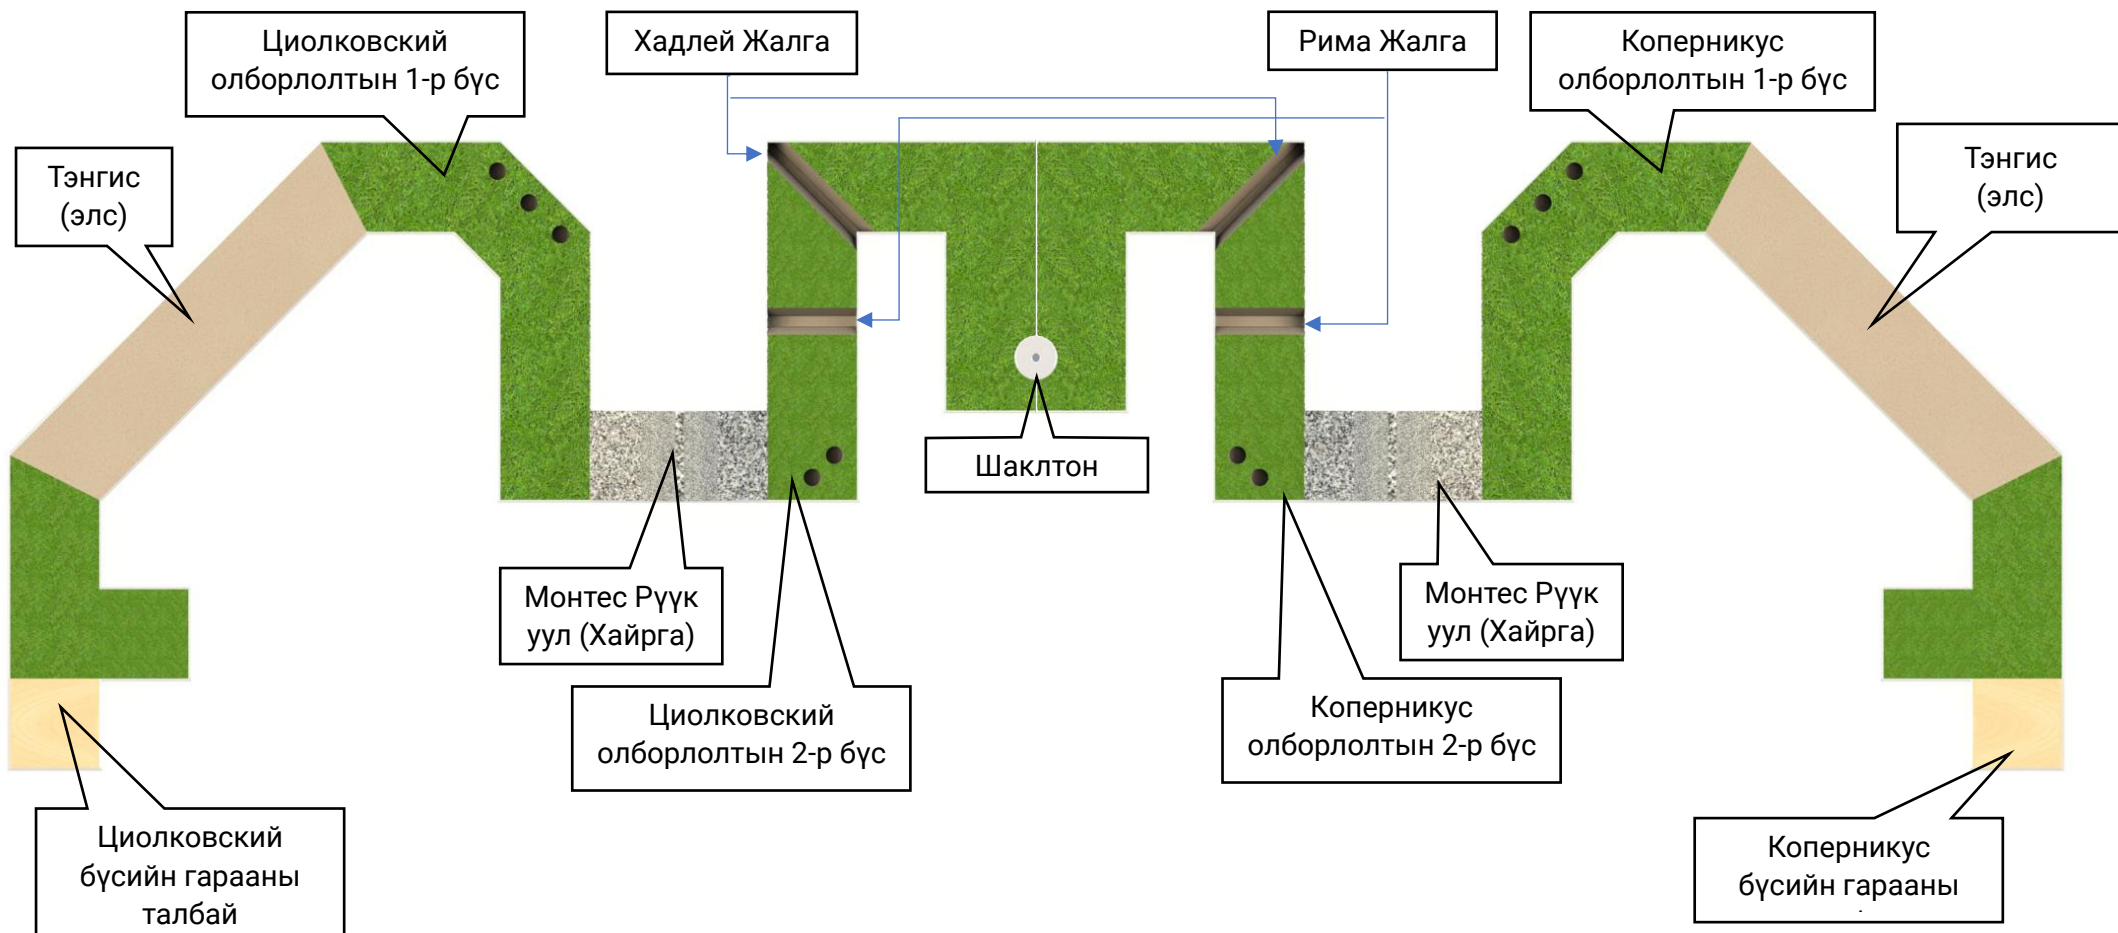 Циолковский
олборлолтын 1-р бүс
Хадлей Жалга
Рима Жалга
Коперникус
олборлолтын 1-р бүс
Тэнгис
(элс)
Тэнгис
(элс)
Шаклтон
Монтес Рүүк
уул (Хайрга)
Монтес Рүүк
уул (Хайрга)
Циолковский
олборлолтын 2-р бүс
Коперникус
олборлолтын 2-р бүс
Циолковский
бүсийн гарааны
талбай
Коперникус
бүсийн гарааны